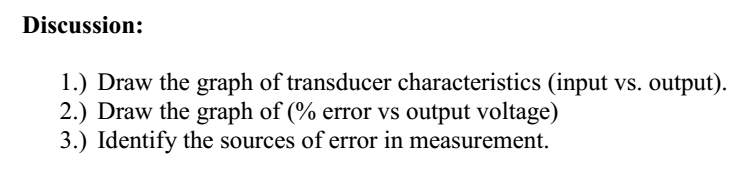 Discussion:
1.) Draw the graph of transducer characteristics (input vs. output).
2.) Draw the graph of (% error vs output voltage)
3.) Identify the sources of error in measurement.